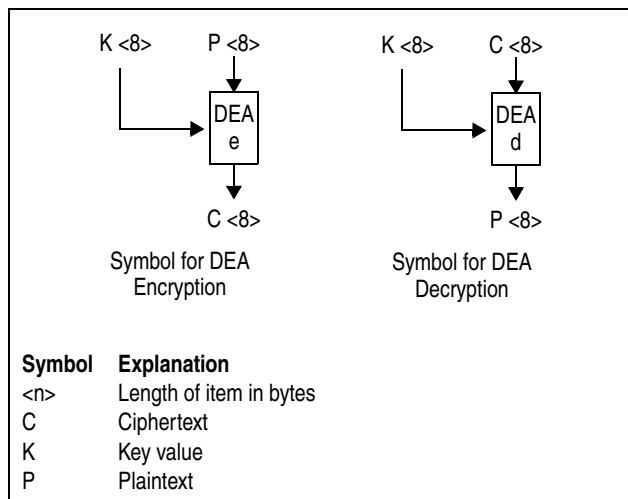 K <8> P <8> K <8> C <8>
DEA DEA
e d
C <8> P <8>
Symbol for DEA Symbol for DEA
Encryption Decryption
Symbol Explanation
<n> Length of item in bytes
C Ciphertext
K Key value
P Plaintext